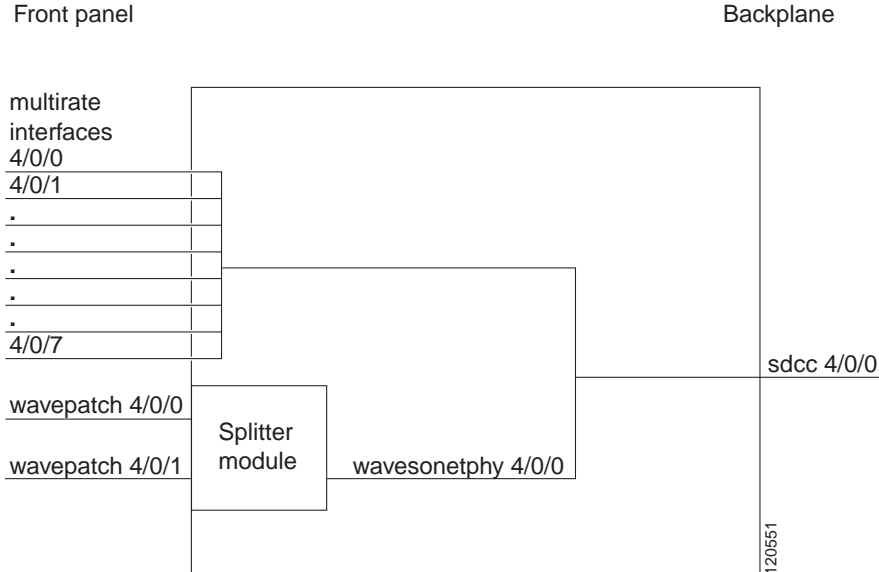 Front panel
Backplane
multirate
interfaces
4/0/0
4/0/1
.
.
.
.
.
4/0/7
sdcc 4/0/0
wavepatch 4/0/0
Splitter
module
wavepatch 4/0/1
wavesonetphy 4/0/0
120551